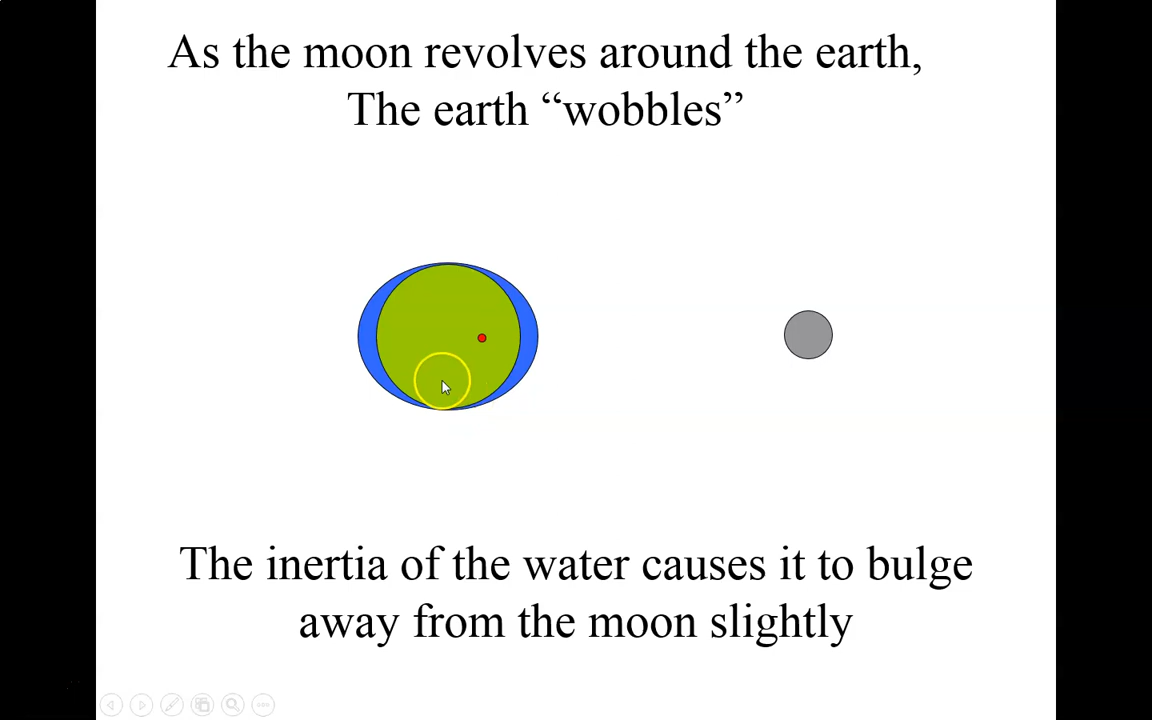 As the moon revolves around the earth,
The earth “wobbles”
The inertia of the water causes it to bulge
away from the moon slightly